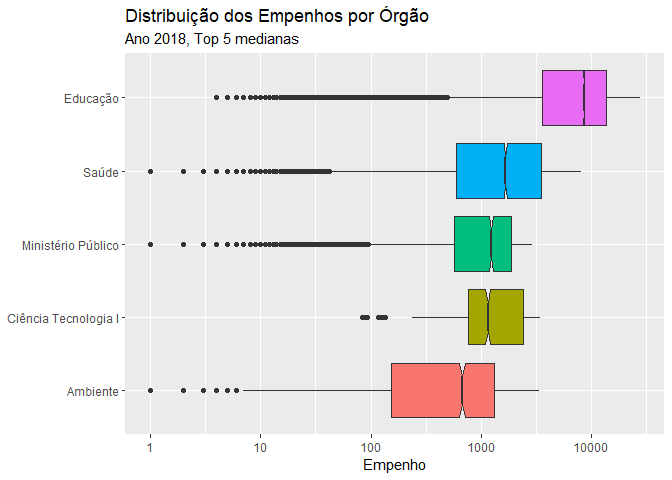 Distribuição dos Empenhos por Órgão
Ano 2018, Top 5 medianas
Educação
Saúde
Ministério Público
Ciência Tecnologia I
Ambiente
1 10 100 1000 10000
Empenho